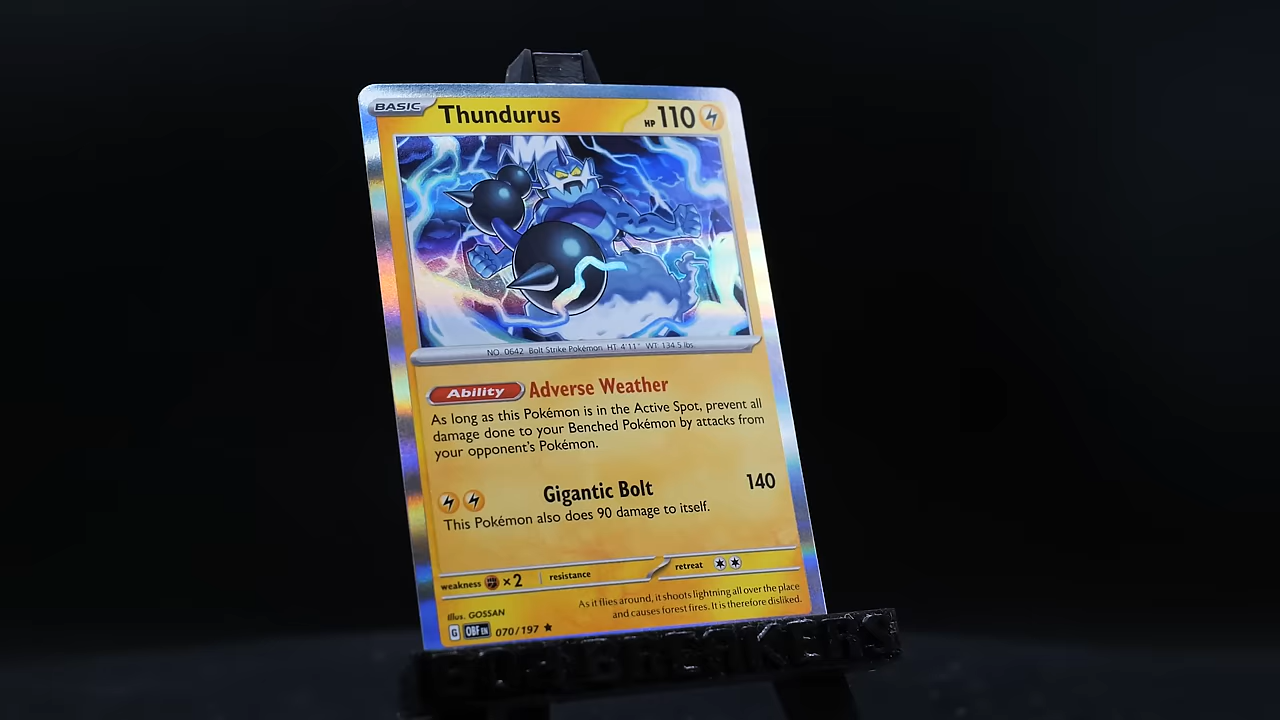 BASIC Thundurus HP 110
NO. 0642 Bolt Strike Pokémon HT: 4'11" WT: 134.5 lbs
Ability Adverse Weather
As long as this Pokémon is in the Active Spot, prevent all
damage done to your Benched Pokémon by attacks from
your opponent's Pokémon.
Gigantic Bolt 140
This Pokémon also does 90 damage to itself.
weakness ×2 resistance retreat
As it flies around, it shoots lightning all over the place
and causes forest fires. It is therefore disliked.
Illus. GOSSAN
G OBF EN 070/197